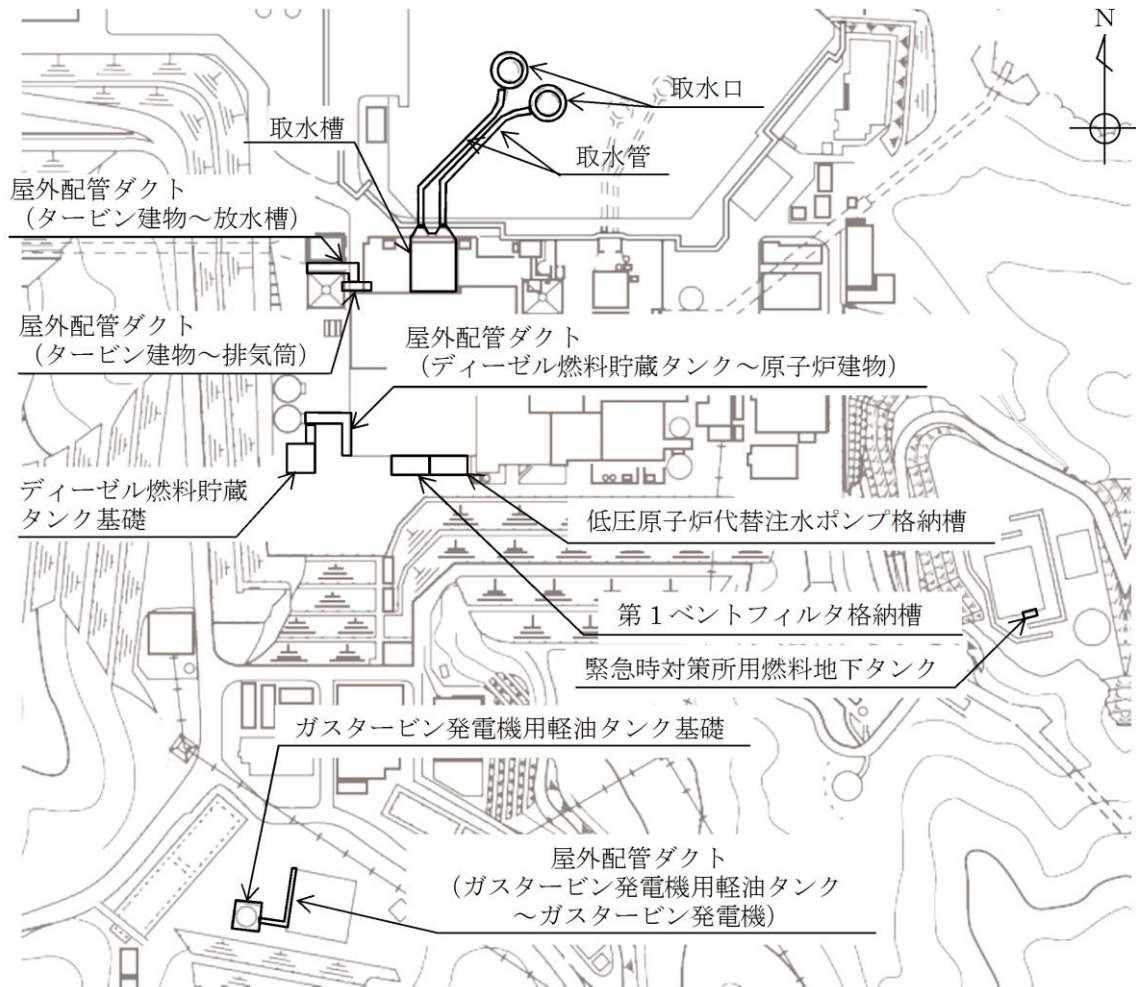 N
取水口
取水槽
取水管
屋外配管ダクト
(タービン建物~放水槽)
屋外配管ダクト
(タービン建物~排気筒)
屋外配管ダクト
(ディーゼル燃料貯蔵タンク~原子炉建物)
ディーゼル燃料貯蔵
タンク基礎
低圧原子炉代替注水ポンプ格納槽
第1ベントフィルタ格納槽
緊急時対策所用燃料地下タンク
ガスタービン発電機用軽油タンク基礎
屋外配管ダクト
(ガスタービン発電機用軽油タンク
~ガスタービン発電機)